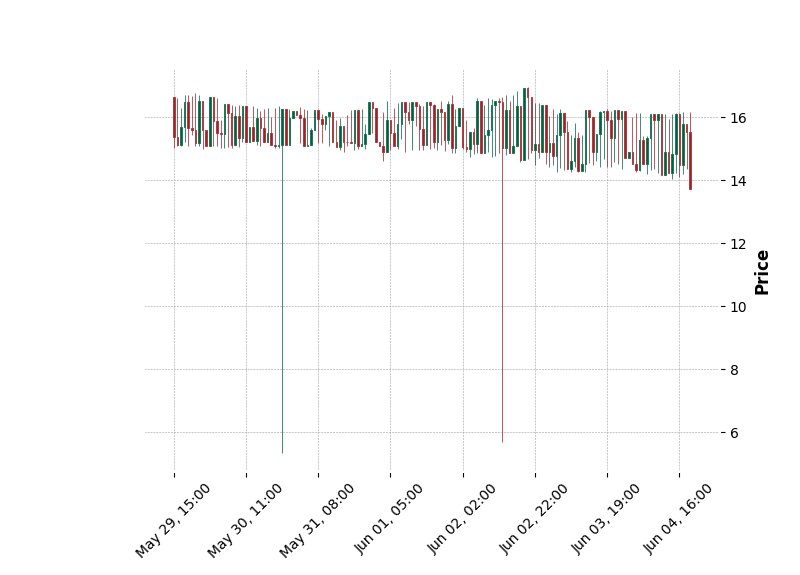 16
14
12
10
8
6
Price
May 29, 15:00
May 30, 11:00
May 31, 08:00
Jun 01, 05:00
Jun 02, 02:00
Jun 02, 22:00
Jun 03, 19:00
Jun 04, 16:00